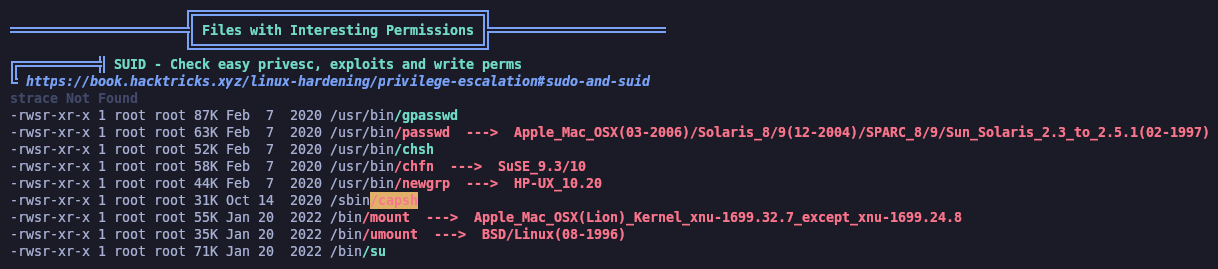 Files with Interesting Permissions
SUID - Check easy privesc, exploits and write perms
https://book.hacktricks.xyz/linux-hardening/privilege-escalation#sudo-and-suid
strace Not Found
-rwsr-xr-x 1 root root 87K Feb  7  2020 /usr/bin/gpasswd
-rwsr-xr-x 1 root root 63K Feb  7  2020 /usr/bin/passwd  --->  Apple_Mac_OSX(03-2006)/Solaris_8/9(12-2004)/SPARC_8/9/Sun_Solaris_2.3_to_2.5.1(02-1997)
-rwsr-xr-x 1 root root 52K Feb  7  2020 /usr/bin/chsh
-rwsr-xr-x 1 root root 58K Feb  7  2020 /usr/bin/chfn  --->  SuSE_9.3/10
-rwsr-xr-x 1 root root 44K Feb  7  2020 /usr/bin/newgrp  --->  HP-UX_10.20
-rwsr-xr-x 1 root root 31K Oct 14  2020 /sbin/capsh
-rwsr-xr-x 1 root root 55K Jan 20  2022 /bin/mount  --->  Apple_Mac_OSX(Lion)_Kernel_xnu-1699.32.7_except_xnu-1699.24.8
-rwsr-xr-x 1 root root 35K Jan 20  2022 /bin/umount  --->  BSD/Linux(08-1996)
-rwsr-xr-x 1 root root 71K Jan 20  2022 /bin/su